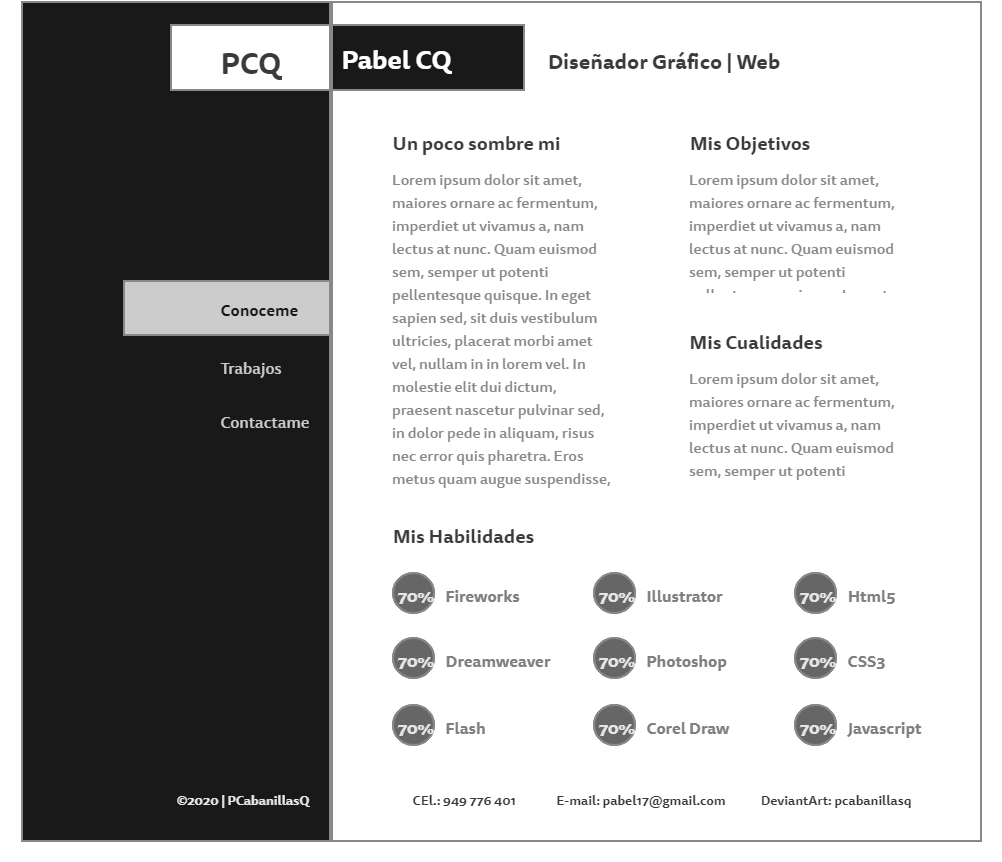 PCQ
Pabel CQ
Diseñador Gráfico | Web
Conoceme
Trabajos
Contactame
©2020 | PCabanillasQ
Un poco sombre mi
Lorem ipsum dolor sit amet,
maiores ornare ac fermentum,
imperdiet ut vivamus a, nam
lectus at nunc. Quam euismod
sem, semper ut potenti
pellentesque quisque. In eget
sapien sed, sit duis vestibulum
ultricies, placerat morbi amet
vel, nullam in in lorem vel. In
molestie elit dui dictum,
praesent nascetur pulvinar sed,
in dolor pede in aliquam, risus
nec error quis pharetra. Eros
metus quam augue suspendisse,
Mis Objetivos
Lorem ipsum dolor sit amet,
maiores ornare ac fermentum,
imperdiet ut vivamus a, nam
lectus at nunc. Quam euismod
sem, semper ut potenti
Mis Cualidades
Lorem ipsum dolor sit amet,
maiores ornare ac fermentum,
imperdiet ut vivamus a, nam
lectus at nunc. Quam euismod
sem, semper ut potenti
Mis Habilidades
70% Fireworks
70% Illustrator
70% Html5
70% Dreamweaver
70% Photoshop
70% CSS3
70% Flash
70% Corel Draw
70% Javascript
CEl.: 949 776 401
E-mail: pabel17@gmail.com
DeviantArt: pcabanillasq